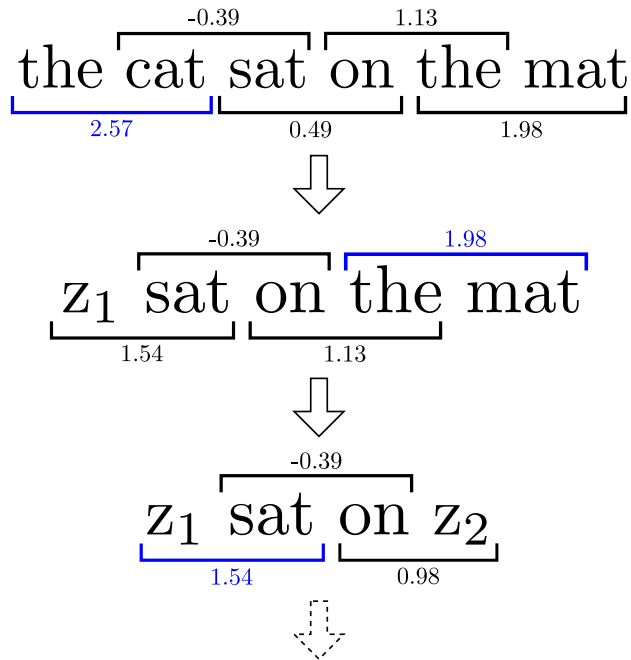 -0.39 1.13
the cat sat on the mat
2.57 0.49 1.98
-0.39 1.98
z₁ sat on the mat
1.54 1.13
-0.39
z₁ sat on z₂
1.54 0.98